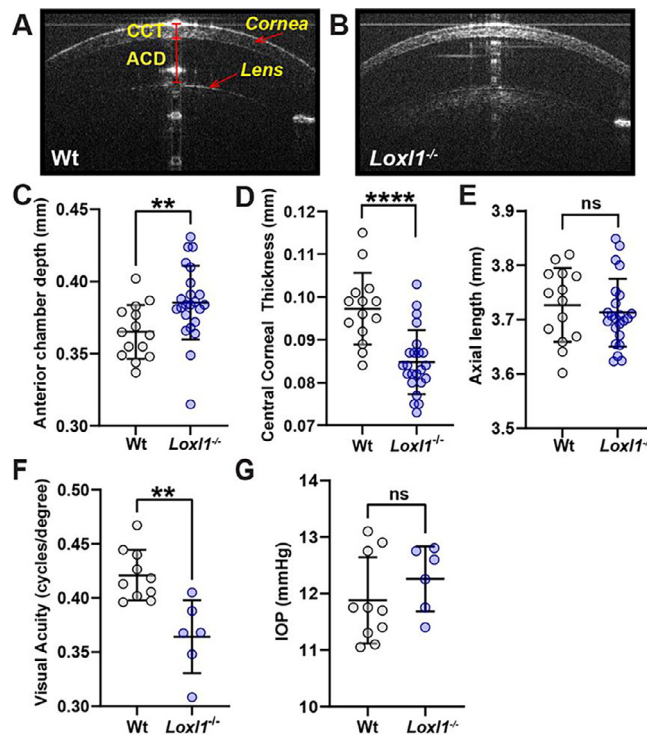 A
CCT
ACD
Cornea
Lens
Wt
B
Loxl1-/-
C
**
Anterior chamber depth (mm)
0.45
0.40
0.35
0.30
Wt
Loxl1-/-
D
****
Central Corneal Thickness (mm)
0.12
0.11
0.10
0.09
0.08
0.07
Wt
Loxl1-/-
E
ns
Axial length (mm)
3.9
3.8
3.7
3.6
3.5
Wt
F
**
Visual Acuity (cycles/degree)
0.50
0.45
0.40
0.35
0.30
Wt
Loxl1-/-
G
ns
IOP (mmHg)
14
13
12
11
10
Wt
Loxl1-/-